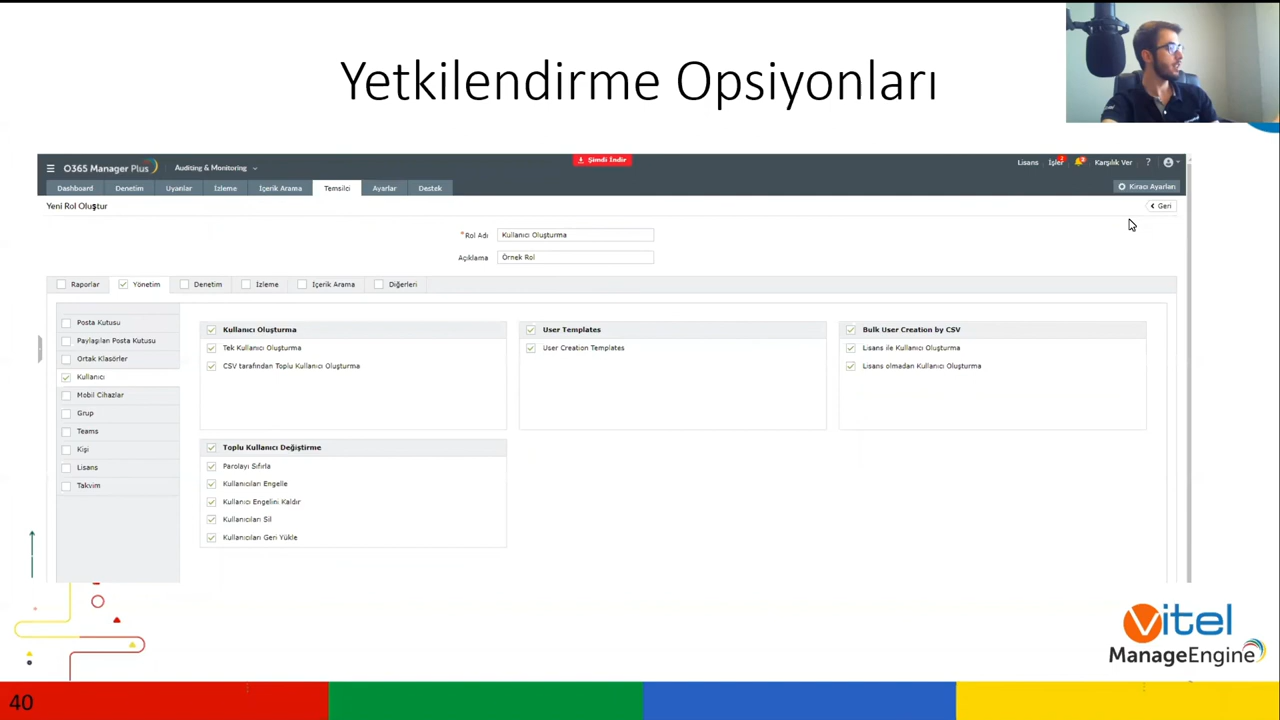 Yetkilendirme Opsiyonları
O365 Manager Plus
Auditing & Monitoring
Şimdi İndir
Lisans
İşler
Karşılık Ver
?
Dashboard
Denetim
Uyarılar
İzleme
İçerik Arama
Temsilci
Ayarlar
Destek
Kiracı Ayarları
Yeni Rol Oluştur
Geri
*Rol Adı
Kullanıcı Oluşturma
Açıklama
Örnek Rol
Raporlar
Yönetim
Denetim
İzleme
İçerik Arama
Diğerleri
Posta Kutusu
Paylaşılan Posta Kutusu
Ortak Klasörler
Kullanıcı
Mobil Cihazlar
Grup
Teams
Kişi
Lisans
Takvim
Kullanıcı Oluşturma
Tek Kullanıcı Oluşturma
CSV tarafından Toplu Kullanıcı Oluşturma
User Templates
User Creation Templates
Bulk User Creation by CSV
Lisans ile Kullanıcı Oluşturma
Lisans olmadan Kullanıcı Oluşturma
Toplu Kullanıcı Değiştirme
Parolayı Sıfırla
Kullanıcıları Engelle
Kullanıcı Engelini Kaldır
Kullanıcıları Sil
Kullanıcıları Geri Yükle
Vitel
ManageEngine
40